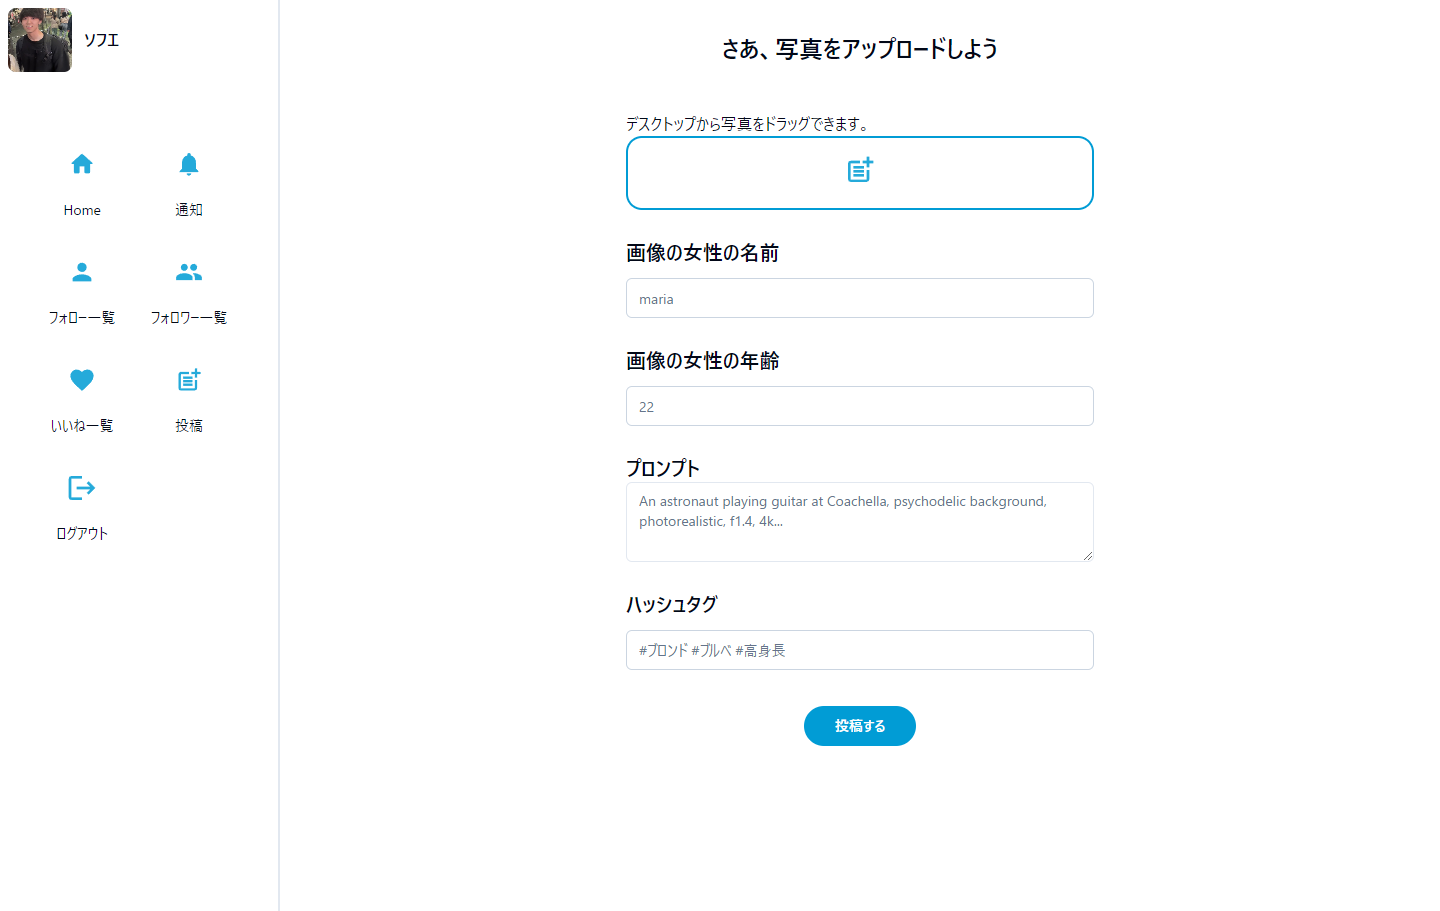 ソフエ
Home
通知
フォロー一覧
フォロワー一覧
いいね一覧
投稿
ログアウト
さあ、写真をアップロードしよう
デスクトップから写真をドラッグできます。
画像の女性の名前
maria
画像の女性の年齢
22
プロンプト
An astronaut playing guitar at Coachella, psychodelic background,
photorealistic, f1.4, 4k...
ハッシュタグ
#ブロンド #ブルベ #高身長
投稿する